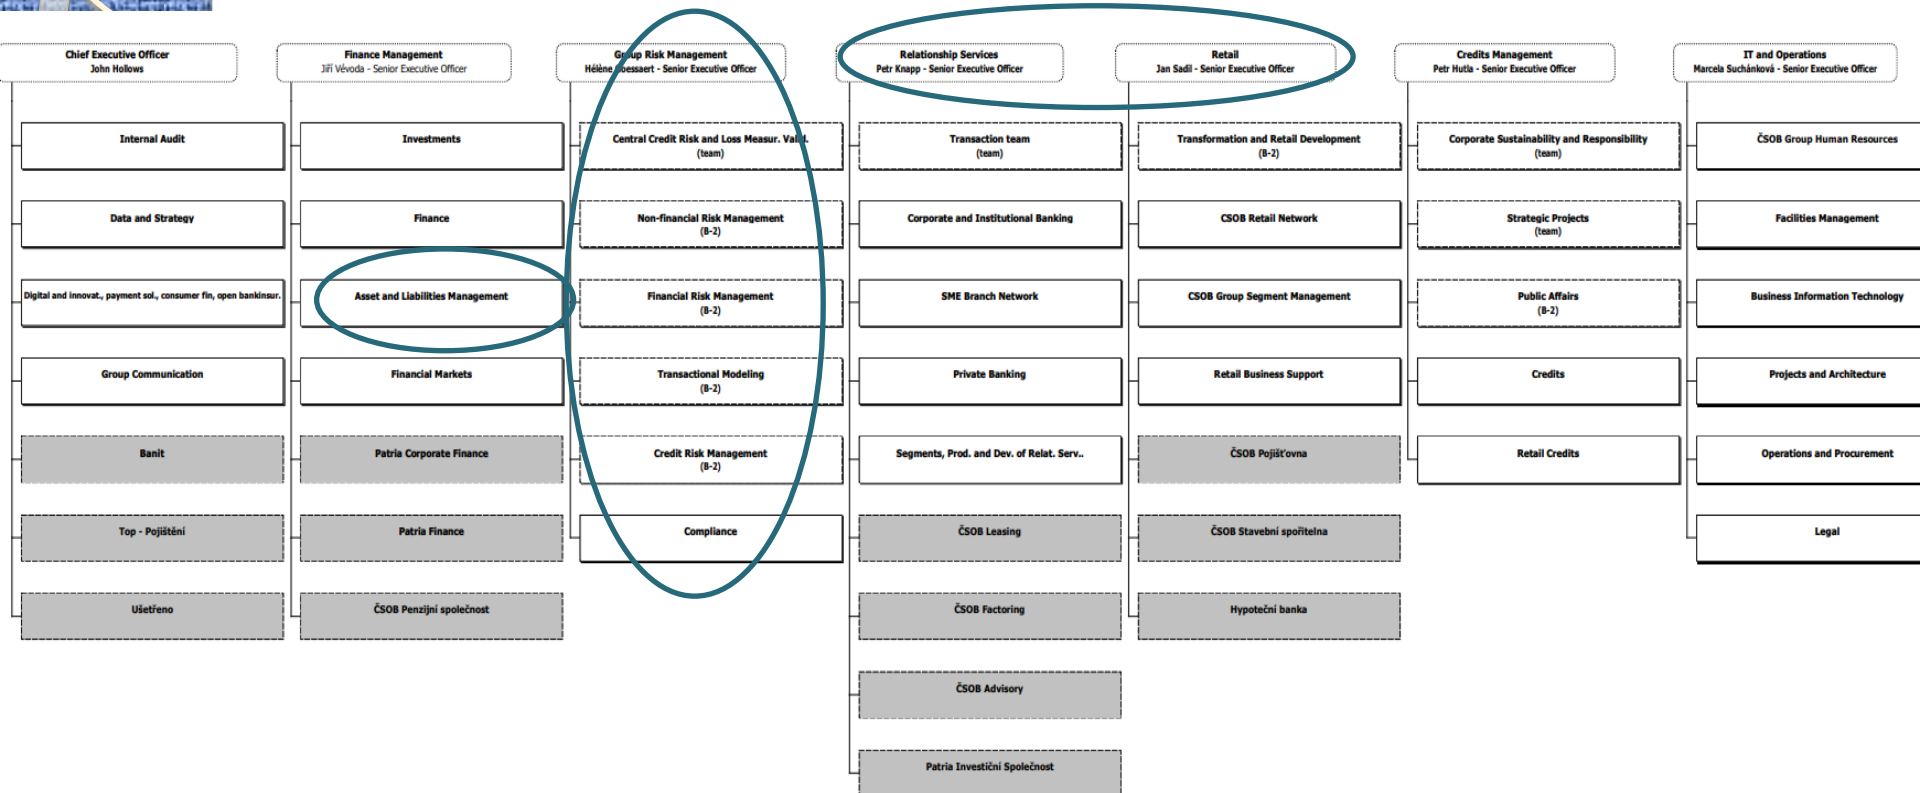 Chief Executive Officer
John Hollows
Internal Audit
Data and Strategy
Digital and innovat., payment sol., consumer fin, open bankinsur.
Group Communication
Banit
Top - Pojištění
Ušetřeno
Finance Management
Jiří Vévoda - Senior Executive Officer
Investments
Finance
Asset and Liabilities Management
Financial Markets
Patria Corporate Finance
Patria Finance
ČSOB Penzijní společnost
Group Risk Management
Hélène Goessaert - Senior Executive Officer
Central Credit Risk and Loss Measur. Valid.
(team)
Non-financial Risk Management
(B-2)
Financial Risk Management
(B-2)
Transactional Modeling
(B-2)
Credit Risk Management
(B-2)
Compliance
Relationship Services
Petr Knapp - Senior Executive Officer
Transaction team
(team)
Corporate and Institutional Banking
SME Branch Network
Private Banking
Segments, Prod. and Dev. of Relat. Serv..
ČSOB Leasing
ČSOB Factoring
ČSOB Advisory
Patria Investiční Společnost
Retail
Jan Sadil - Senior Executive Officer
Transformation and Retail Development
(B-2)
CSOB Retail Network
CSOB Group Segment Management
Retail Business Support
ČSOB Pojišťovna
ČSOB Stavební spořitelna
Hypoteční banka
Credits Management
Petr Hutla - Senior Executive Officer
Corporate Sustainability and Responsibility
(team)
Strategic Projects
(team)
Public Affairs
(B-2)
Credits
Retail Credits
IT and Operations
Marcela Suchánková - Senior Executive Officer
ČSOB Group Human Resources
Facilities Management
Business Information Technology
Projects and Architecture
Operations and Procurement
Legal